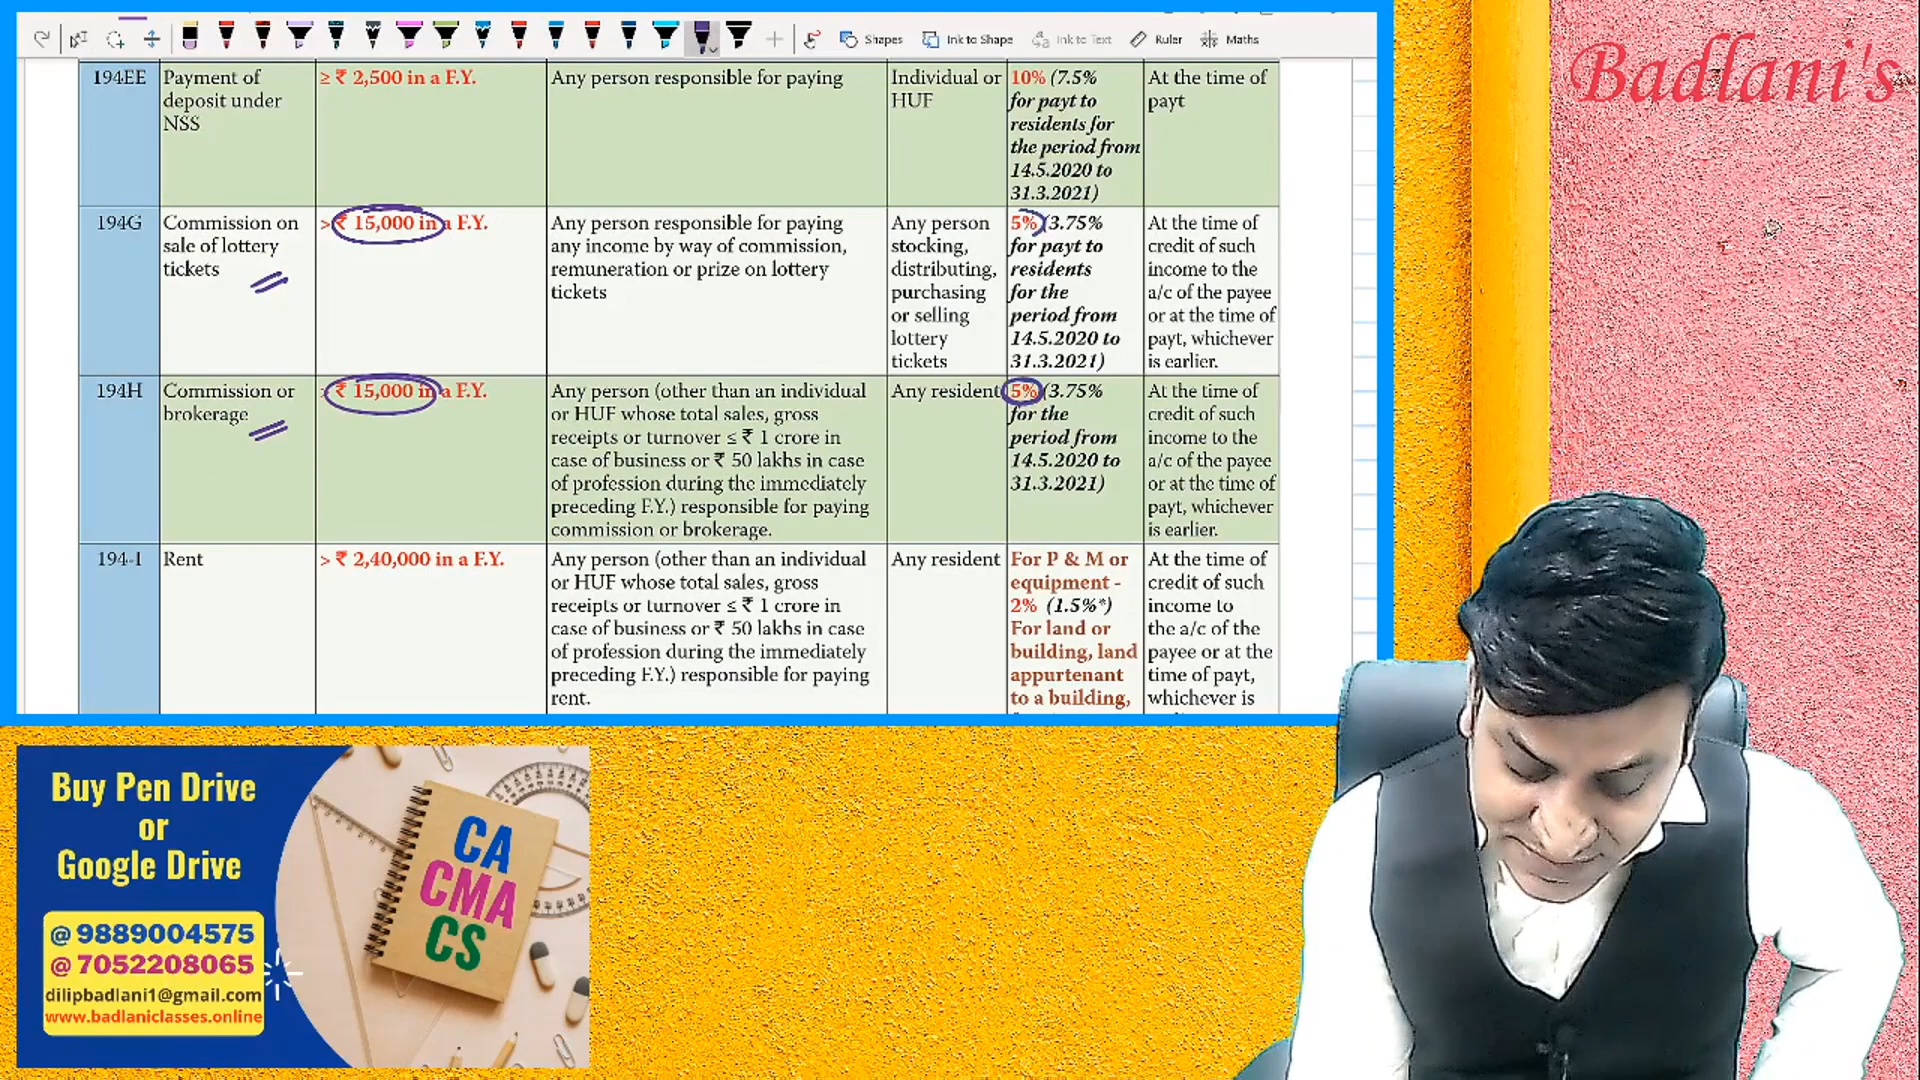 Shapes
Ink to Shape
Ink to Text
Ruler
Maths
Badlani's
194EE
Payment of
deposit under
NSS
≥ ₹ 2,500 in a F.Y.
Any person responsible for paying
Individual or
HUF
10% (7.5%
for payt to
residents for
the period from
14.5.2020 to
31.3.2021)
At the time of
payt
194G
Commission on
sale of lottery
tickets
> ₹ 15,000 in a F.Y.
Any person responsible for paying
any income by way of commission,
remuneration or prize on lottery
tickets
Any person
stocking,
distributing,
purchasing
or selling
lottery
tickets
5% (3.75%
for payt to
residents
for the
period from
14.5.2020 to
31.3.2021)
At the time of
credit of such
income to the
a/c of the payee
or at the time of
payt, whichever
is earlier.
194H
Commission or
brokerage
> ₹ 15,000 in a F.Y.
Any person (other than an individual
or HUF whose total sales, gross
receipts or turnover ≤ ₹ 1 crore in
case of business or ₹ 50 lakhs in case
of profession during the immediately
preceding F.Y.) responsible for paying
commission or brokerage.
Any resident
5% (3.75%
for the
period from
14.5.2020 to
31.3.2021)
At the time of
credit of such
income to the
a/c of the payee
or at the time of
payt, whichever
is earlier.
194-I
Rent
> ₹ 2,40,000 in a F.Y.
Any person (other than an individual
or HUF whose total sales, gross
receipts or turnover ≤ ₹ 1 crore in
case of business or ₹ 50 lakhs in case
of profession during the immediately
preceding F.Y.) responsible for paying
rent.
Any resident
For P & M or
equipment -
2% (1.5%*)
For land or
building, land
appurtenant
to a building,
At the time of
credit of such
income to
the a/c of the
payee or at the
time of payt,
whichever is
Buy Pen Drive
or
Google Drive
@ 9889004575
@ 7052208065
dilipbadlani1@gmail.com
www.badlaniclasses.online
CA
CMA
CS